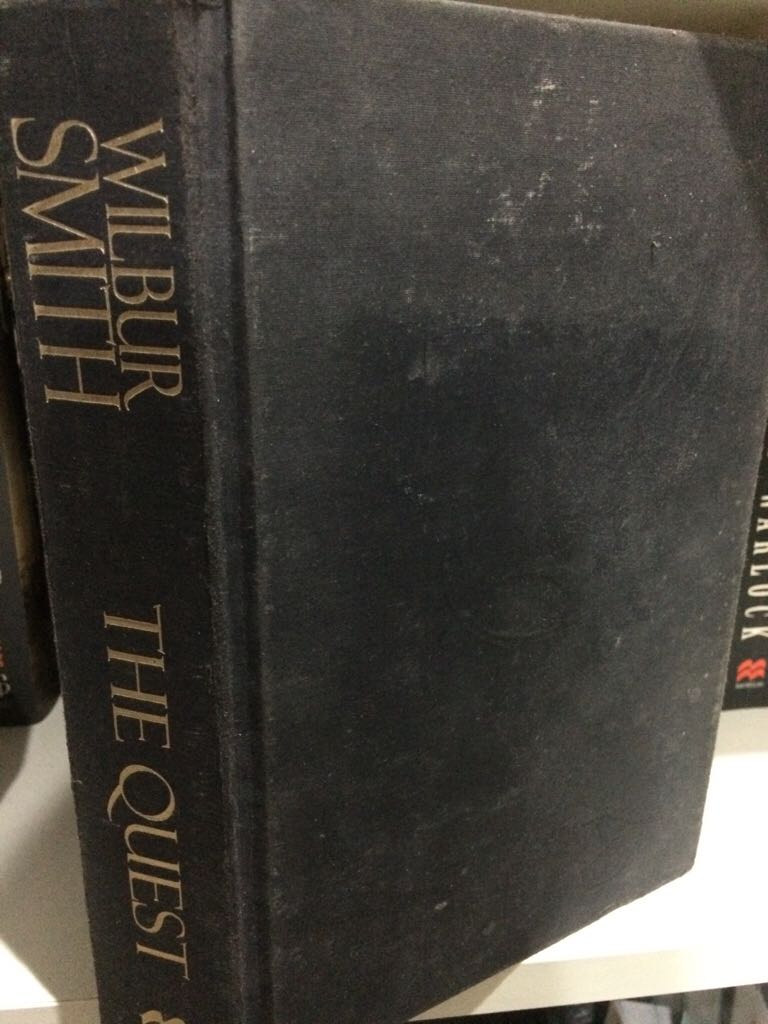 WILBUR
SMITH
THE QUEST
WARLOCK